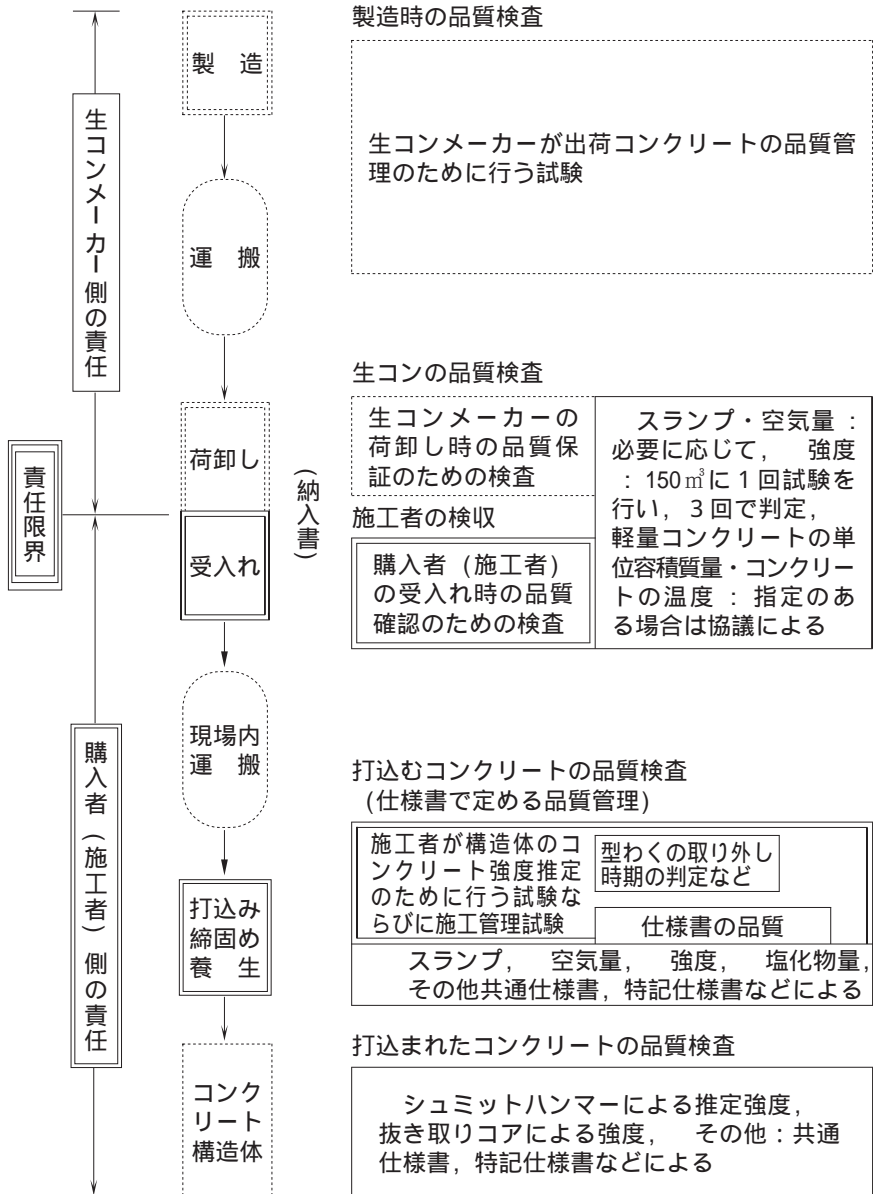 製造時の品質検査
製　造
生コンメーカーが出荷コンクリートの品質管
理のために行う試験
生コンメーカー側の責任
運　搬
生コンの品質検査
荷卸し
(納入書)
生コンメーカーの
荷卸し時の品質保
証のための検査
スランプ・空気量：
必要に応じて，　強度
：150㎥に1回試験を
行い，3回で判定，
軽量コンクリートの単
位容積質量・コンクリー
トの温度：指定のあ
る場合は協議による
責任限界
施工者の検収
受入れ
購入者（施工者）
の受入れ時の品質
確認のための検査
現場内
運　搬
購入者（施工者）側の責任
打込むコンクリートの品質検査
(仕様書で定める品質管理)
施工者が構造体のコ
ンクリート強度推定
のために行う試験な
らびに施工管理試験
型わくの取り外し
時期の判定など
仕様書の品質
打込み
締固め
養　生
スランプ，　空気量，　強度，　塩化物量，
その他共通仕様書，特記仕様書などによる
打込まれたコンクリートの品質検査
コンク
リート
構造体
シュミットハンマーによる推定強度，
抜き取りコアによる強度，　その他：共通
仕様書，特記仕様書などによる